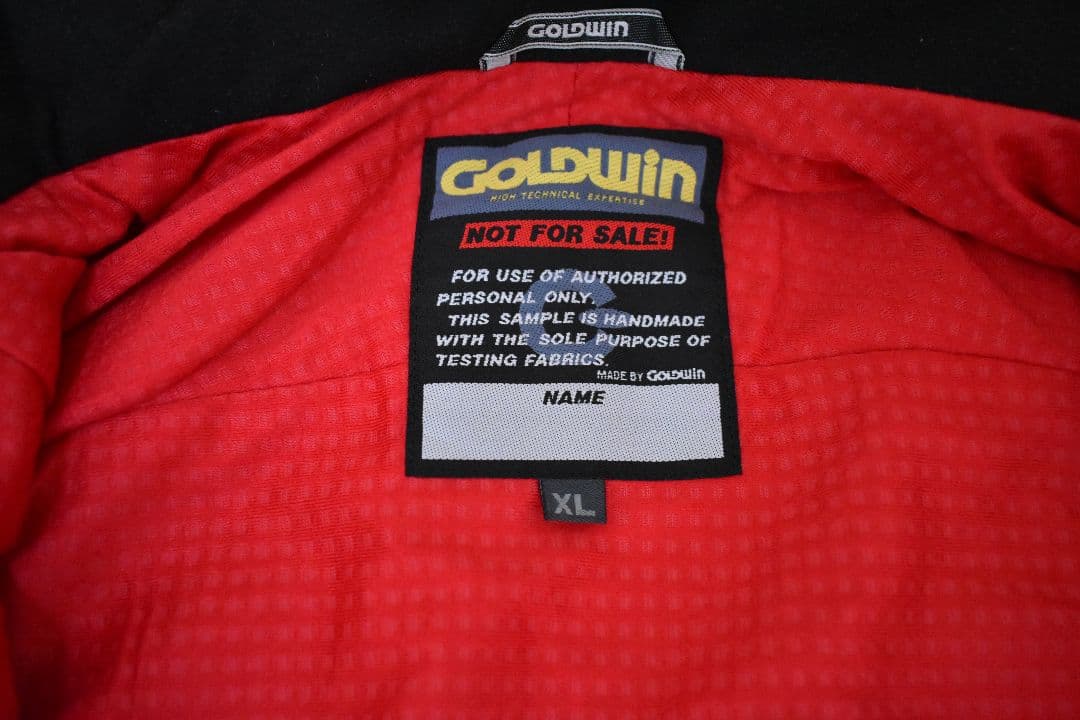 GOLDWIN
GOLDWIN
HIGH TECHNICAL EXPERTISE
NOT FOR SALE!
FOR USE OF AUTHORIZED
PERSONAL ONLY.
THIS SAMPLE IS HANDMADE
WITH THE SOLE PURPOSE OF
TESTING FABRICS.
MADE BY GOLDWIN
NAME
XL